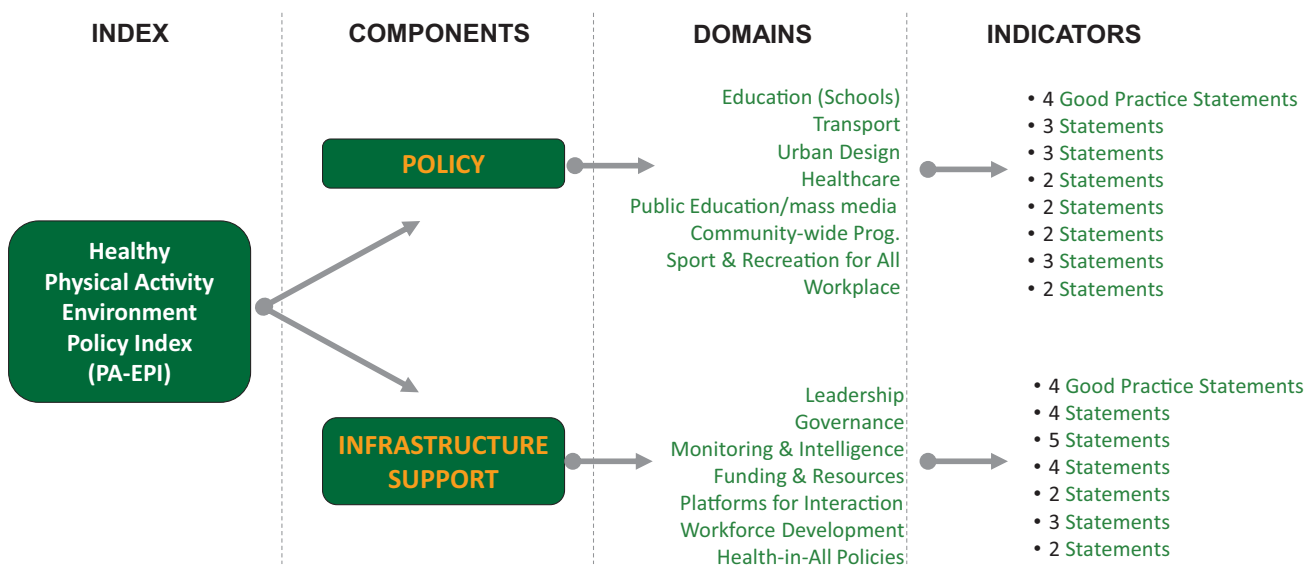 INDEX
COMPONENTS
DOMAINS
INDICATORS
Healthy
Physical Activity
Environment
Policy Index
(PA-EPI)
POLICY
Education (Schools)
Transport
Urban Design
Healthcare
Public Education/mass media
Community-wide Prog.
Sport & Recreation for All
Workplace
• 4 Good Practice Statements
• 3 Statements
• 3 Statements
• 2 Statements
• 2 Statements
• 2 Statements
• 3 Statements
• 2 Statements
INFRASTRUCTURE
SUPPORT
Leadership
Governance
Monitoring & Intelligence
Funding & Resources
Platforms for Interaction
Workforce Development
Health-in-All Policies
• 4 Good Practice Statements
• 4 Statements
• 5 Statements
• 4 Statements
• 2 Statements
• 3 Statements
• 2 Statements